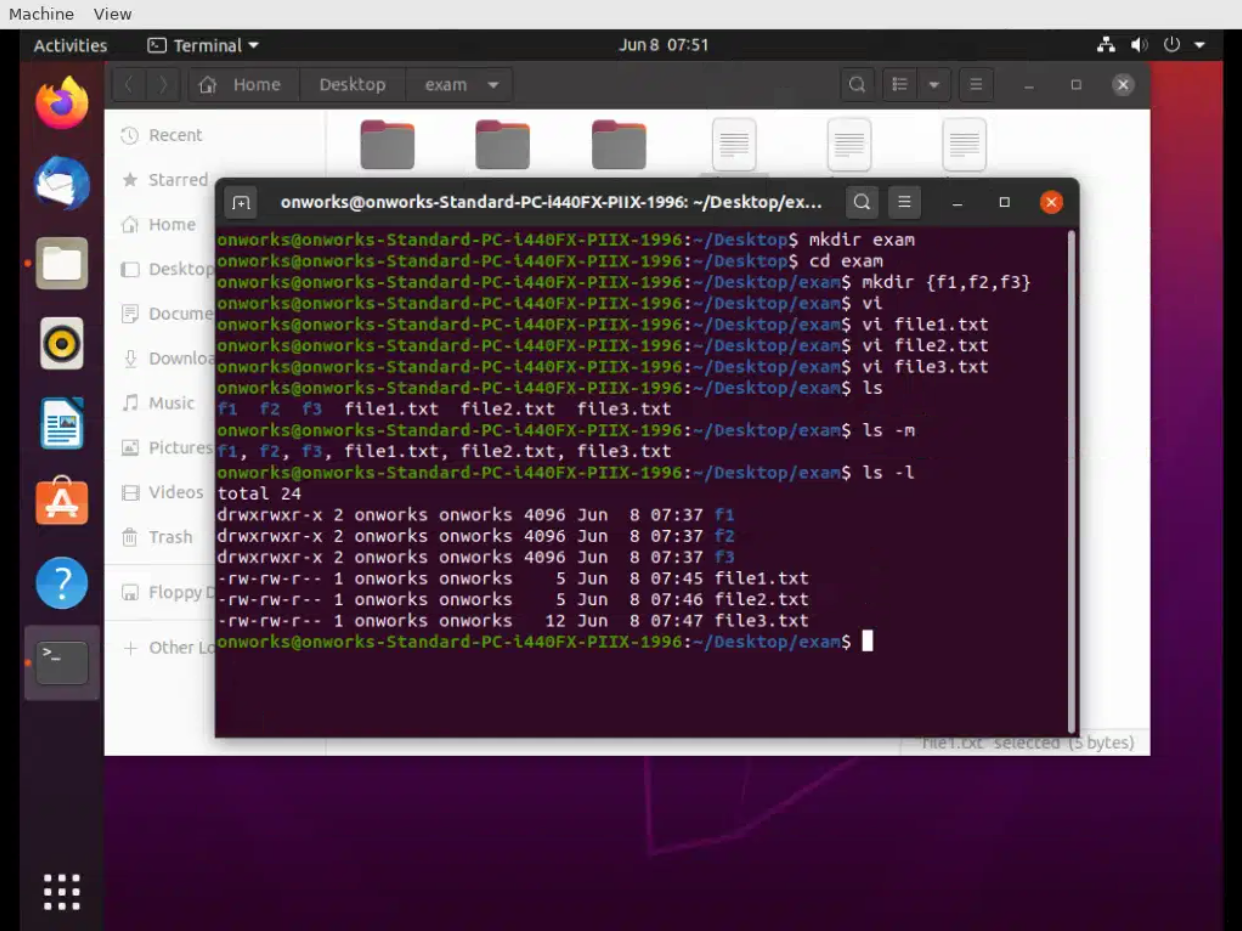 Machine View
Activities Terminal Jun 8 07:51
Home Desktop exam
Recent
Starred
Home
Desktop
Docume
Downloa
Music
Pictures
Videos
Trash
Floppy D
+ Other Lo
onworks@onworks-Standard-PC-i440FX-PIIX-1996: ~/Desktop/ex...
onworks@onworks-Standard-PC-i440FX-PIIX-1996:~/Desktop$ mkdir exam
onworks@onworks-Standard-PC-i440FX-PIIX-1996:~/Desktop$ cd exam
onworks@onworks-Standard-PC-i440FX-PIIX-1996:~/Desktop/exam$ mkdir {f1,f2,f3}
onworks@onworks-Standard-PC-i440FX-PIIX-1996:~/Desktop/exam$ vi
onworks@onworks-Standard-PC-i440FX-PIIX-1996:~/Desktop/exam$ vi file1.txt
onworks@onworks-Standard-PC-i440FX-PIIX-1996:~/Desktop/exam$ vi file2.txt
onworks@onworks-Standard-PC-i440FX-PIIX-1996:~/Desktop/exam$ vi file3.txt
onworks@onworks-Standard-PC-i440FX-PIIX-1996:~/Desktop/exam$ ls
f1 f2 f3 file1.txt file2.txt file3.txt
onworks@onworks-Standard-PC-i440FX-PIIX-1996:~/Desktop/exam$ ls -m
f1, f2, f3, file1.txt, file2.txt, file3.txt
onworks@onworks-Standard-PC-i440FX-PIIX-1996:~/Desktop/exam$ ls -l
total 24
drwxrwxr-x 2 onworks onworks 4096 Jun 8 07:37 f1
drwxrwxr-x 2 onworks onworks 4096 Jun 8 07:37 f2
drwxrwxr-x 2 onworks onworks 4096 Jun 8 07:37 f3
-rw-rw-r-- 1 onworks onworks 5 Jun 8 07:45 file1.txt
-rw-rw-r-- 1 onworks onworks 5 Jun 8 07:46 file2.txt
-rw-rw-r-- 1 onworks onworks 12 Jun 8 07:47 file3.txt
onworks@onworks-Standard-PC-i440FX-PIIX-1996:~/Desktop/exam$
"file1.txt" selected (5 bytes)